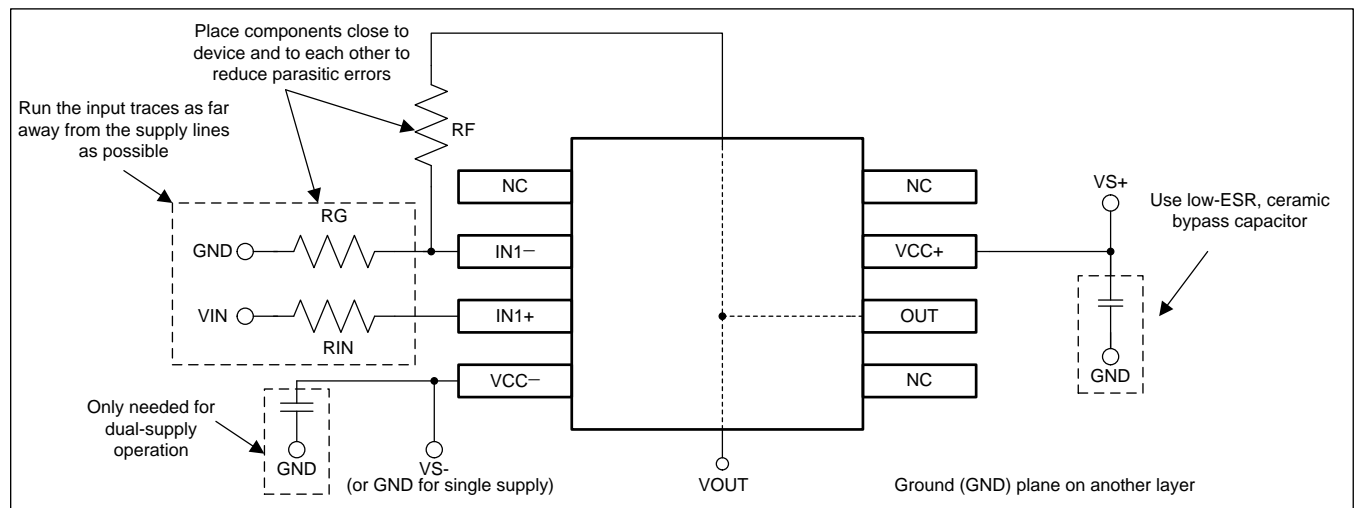 Place components close to
device and to each other to
reduce parasitic errors
Run the input traces as far
away from the supply lines
as possible
RF
NC
NC
VS+
Use low-ESR, ceramic
bypass capacitor
RG
GND
IN1−
VCC+
VIN
IN1+
OUT
RIN
VCC−
NC
GND
Only needed for
dual-supply
operation
GND
VS-
(or GND for single supply)
VOUT
Ground (GND) plane on another layer